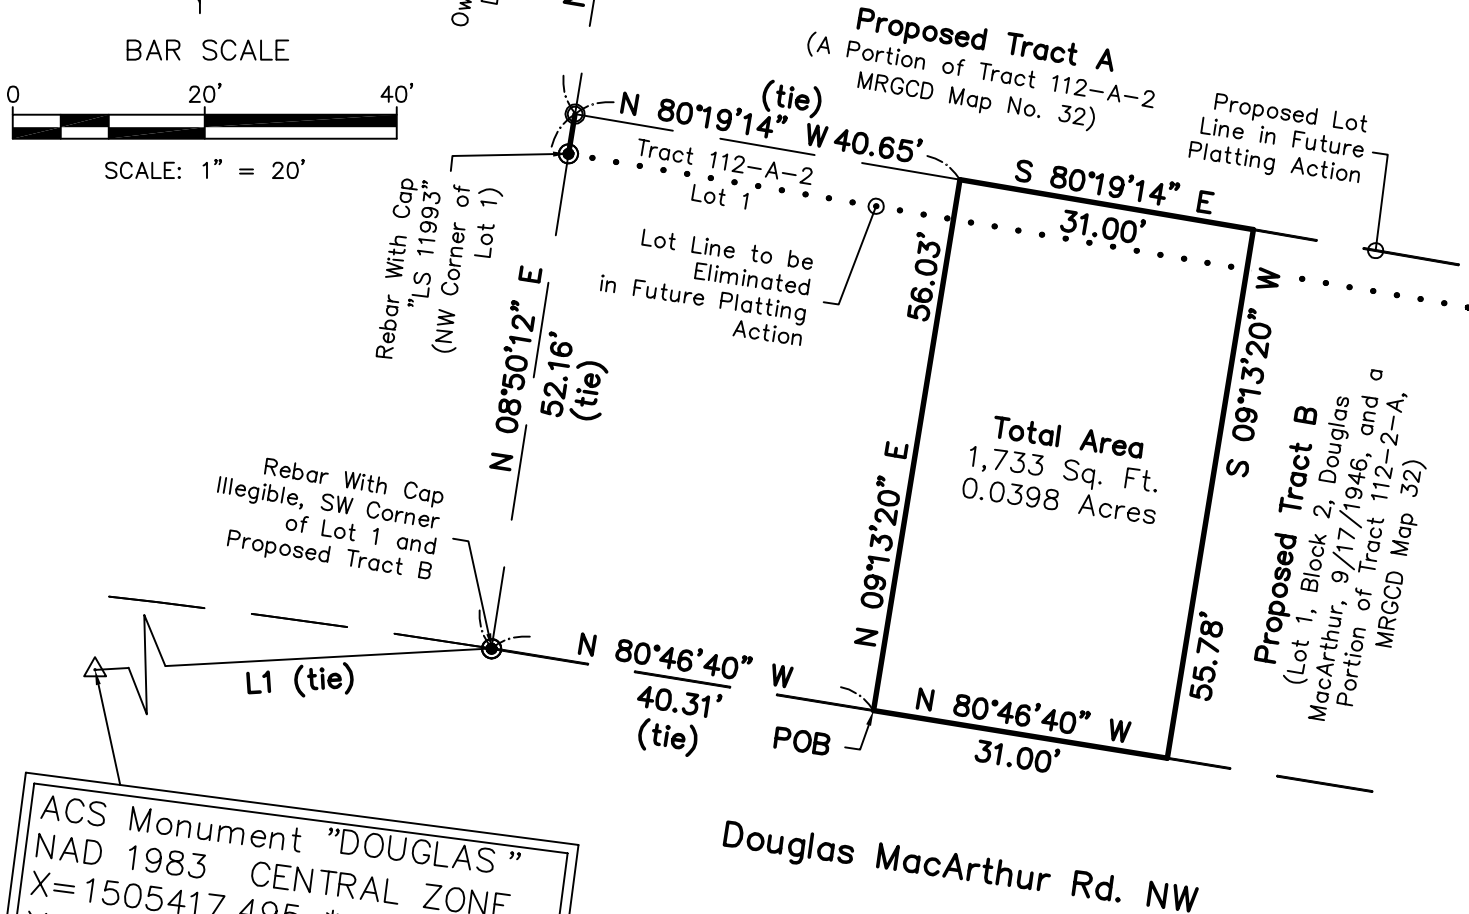 BAR SCALE
0 20' 40'
SCALE: 1" = 20'
Proposed Tract A
(A Portion of Tract 112-A-2
MRGCD Map No. 32)
Proposed Lot
Line in Future
Platting Action
N 80°19'14" W 40.65'
(tie)
Tract 112-A-2
Lot 1
S 80°19'14" E
31.00'
Rebar With Cap
"LS 11993"
(NW Corner of
Lot 1)
Lot Line to be
Eliminated
in Future Platting
Action
N 08°50'12" E
52.16'
(tie)
N 09°13'20" E
56.03'
Total Area
1,733 Sq. Ft.
0.0398 Acres
S 09°13'20" W
55.78'
Proposed Tract B
(Lot 1, Block 2, Douglas
MacArthur, 9/17/1946, and a
Portion of Tract 112-2-A,
MRGCD Map 32)
Rebar With Cap
Illegible, SW Corner
of Lot 1 and
Proposed Tract B
L1 (tie)
N 80°46'40" W
40.31'
(tie)
POB
N 80°46'40" W
31.00'
Douglas MacArthur Rd. NW
ACS Monument "DOUGLAS"
NAD 1983 CENTRAL ZONE
X=1505417.495